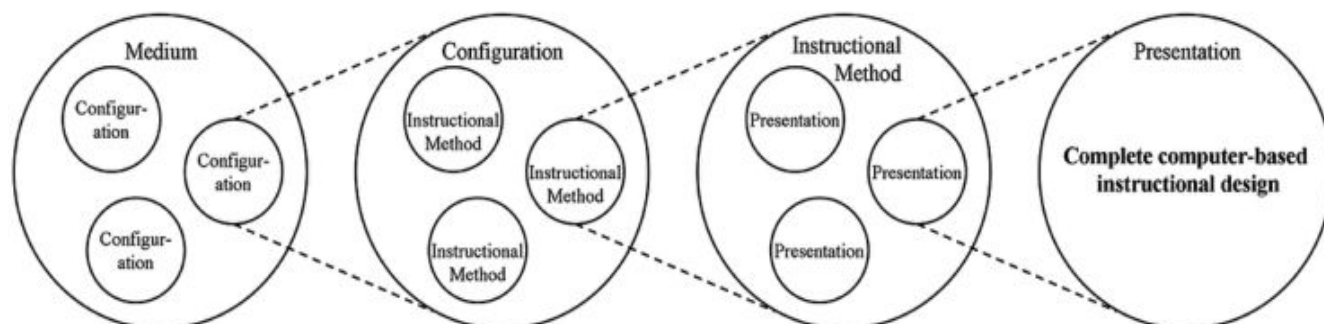 Medium
Configur-
ation
Configur-
ation
Configur-
ation
Configuration
Instructional
Method
Instructional
Method
Instructional
Method
Instructional
Method
Presentation
Presentation
Presentation
Presentation
Complete computer-based
instructional design